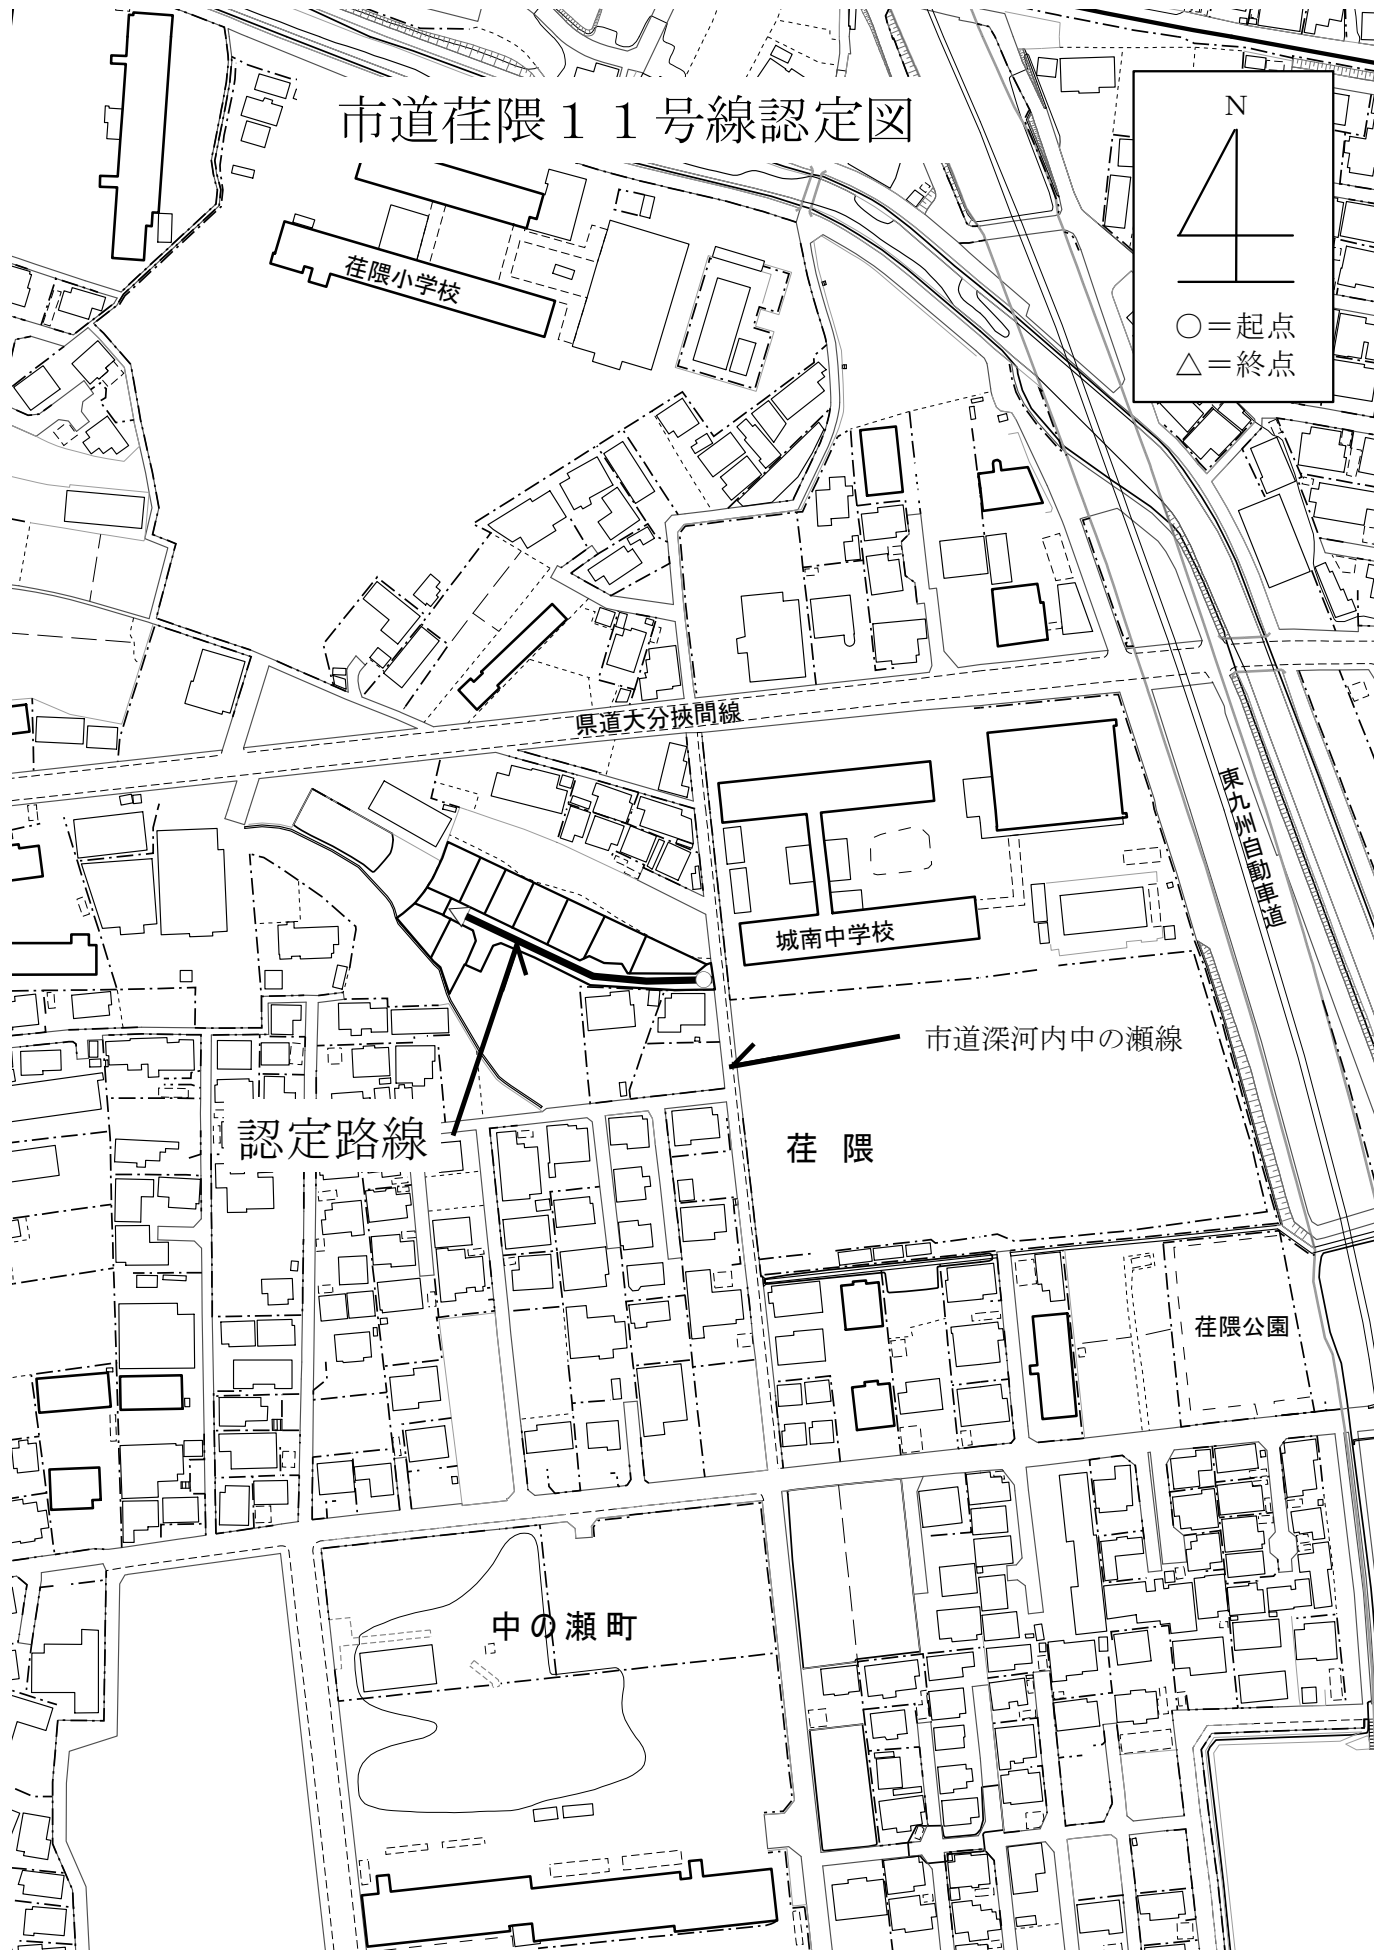 市道荏隈１１号線認定図
N
○＝起点
△＝終点
荏隈小学校
県道大分挾間線
東九州自動車道
城南中学校
市道深河内中の瀬線
認定路線
荏隈
荏隈公園
中の瀬町